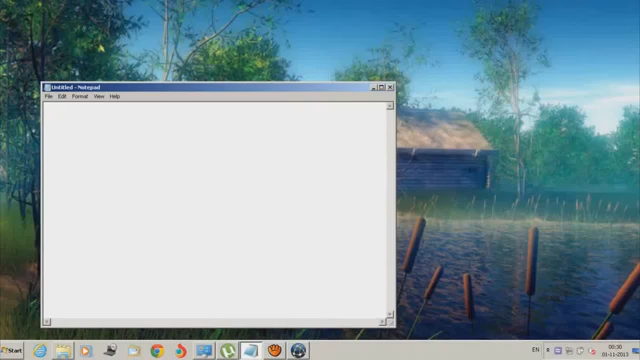 Untitled - Notepad
File Edit Format View Help
Start
EN
00:30
01-11-2013